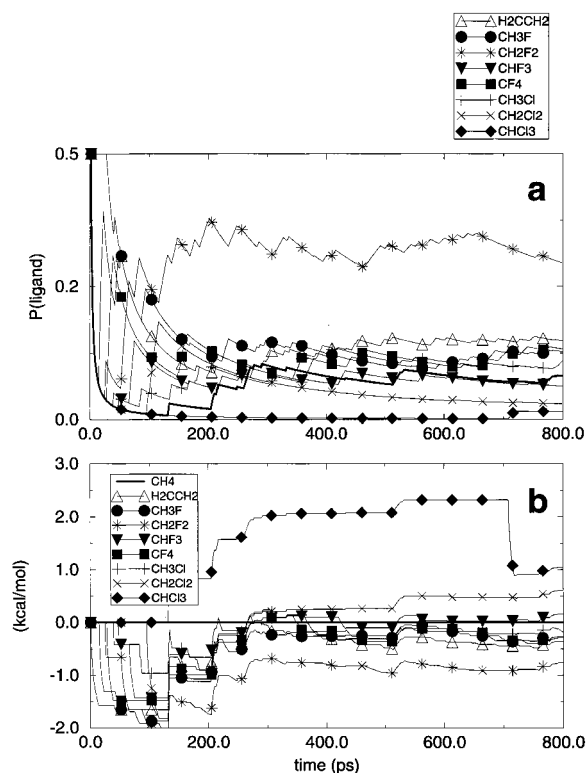 H2CCH2
CH3F
CH2F2
CHF3
CF4
CH3Cl
CH2Cl2
CHCl3
a
P(ligand)
0.5
0.2
0.0
0.0 200.0 400.0 600.0 800.0
b
(kcal/mol)
3.0
2.0
1.0
0.0
-1.0
-2.0
CH4
H2CCH2
CH3F
CH2F2
CHF3
CF4
CH3Cl
CH2Cl2
CHCl3
0.0 200.0 400.0 600.0 800.0
time (ps)